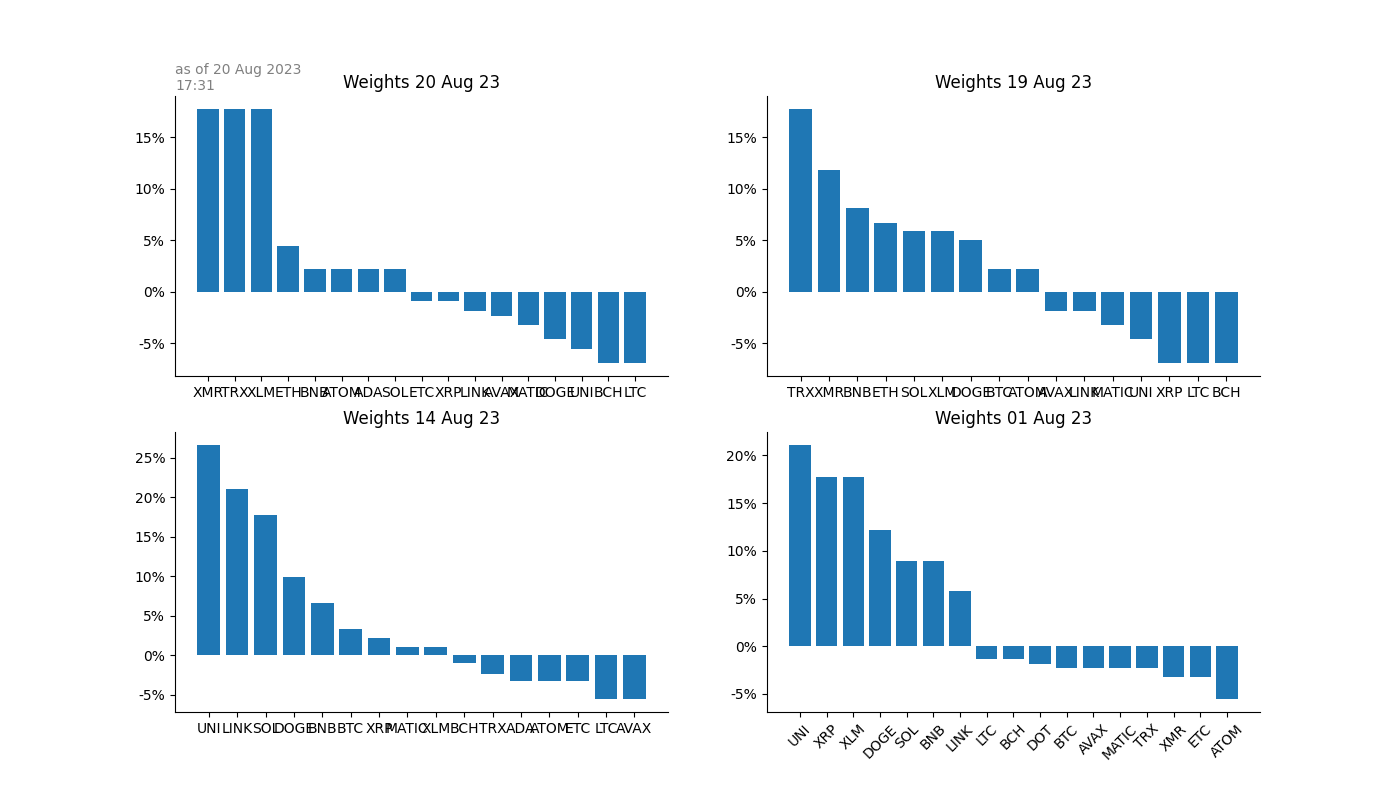 as of 20 Aug 2023
17:31
Weights 20 Aug 23
15%
10%
5%
0%
-5%
XMR TRX XLM ETH BNB ATOM ADA SOL ETC XRP LINK AVAX MATIC DOGE UNI BCH LTC
Weights 19 Aug 23
15%
10%
5%
0%
-5%
TRX XMR BNB ETH SOL XLM DOGE BTC ATOM AVAX LINK MATIC UNI XRP LTC BCH
Weights 14 Aug 23
25%
20%
15%
10%
5%
0%
-5%
UNI LINK SOL DOGE BNB BTC XRP MATIC XLM BCH TRX ADA ATOM ETC LTC AVAX
Weights 01 Aug 23
20%
15%
10%
5%
0%
-5%
UNI XRP XLM DOGE SOL BNB LINK LTC BCH DOT BTC AVAX MATIC TRX XMR ETC ATOM